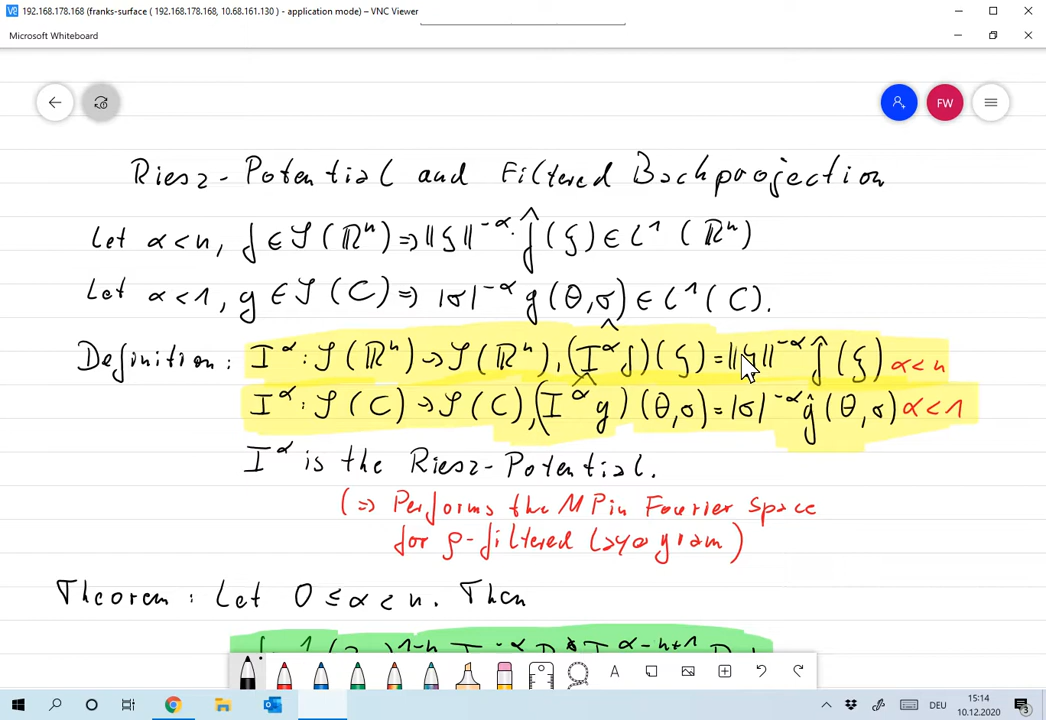 192.168.178.168 (franks-surface ( 192.168.178.168, 10.68.161.130 ) - application mode) – VNC Viewer
Microsoft Whiteboard
FW
Riesz-Potential and Filtered Backprojection
Let α<n, f ∈ 𝒮(ℝⁿ) ⇒ ‖ξ‖^{-α}·f̂(ξ) ∈ L¹(ℝⁿ)
Let α<1, g ∈ 𝒮(C) ⇒ |σ|^{-α} g(θ,σ) ∈ L¹(C).
Definition: I^α: 𝒮(ℝⁿ) → 𝒮(ℝⁿ), (I^α f)^(ξ) = ‖ξ‖^{-α} f̂(ξ) α<n
I^α: 𝒮(C) → 𝒮(C), (I^α g)^(θ,σ) = |σ|^{-α} ĝ(θ,σ) α<1
I^α is the Riesz-Potential.
(⇒ Performs the MP in Fourier Space
for ρ-filtered layogram)
Theorem: Let 0 ≤ α < n. Then
A
DEU
15:14
10.12.2020
3